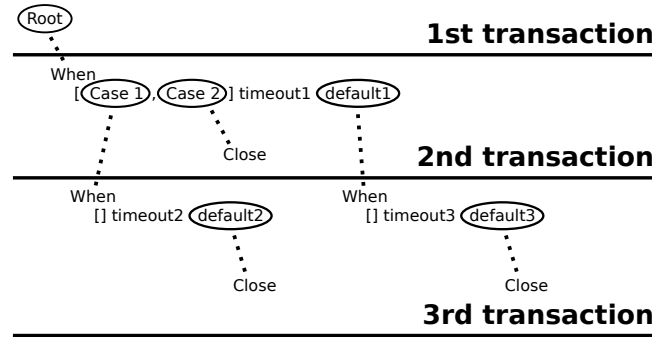 Root
1st transaction
When
[ Case 1 , Case 2 ] timeout1 default1
Close
2nd transaction
When
[] timeout2 default2
When
[] timeout3 default3
Close
Close
3rd transaction